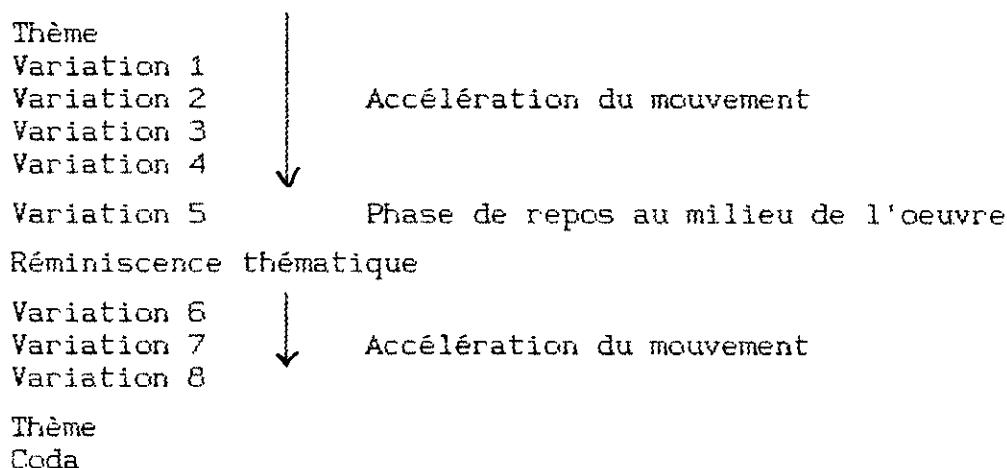 Thème
Variation 1
Variation 2 Accélération du mouvement
Variation 3
Variation 4
Variation 5 Phase de repos au milieu de l'oeuvre
Réminiscence thématique
Variation 6
Variation 7 Accélération du mouvement
Variation 8
Thème
Coda